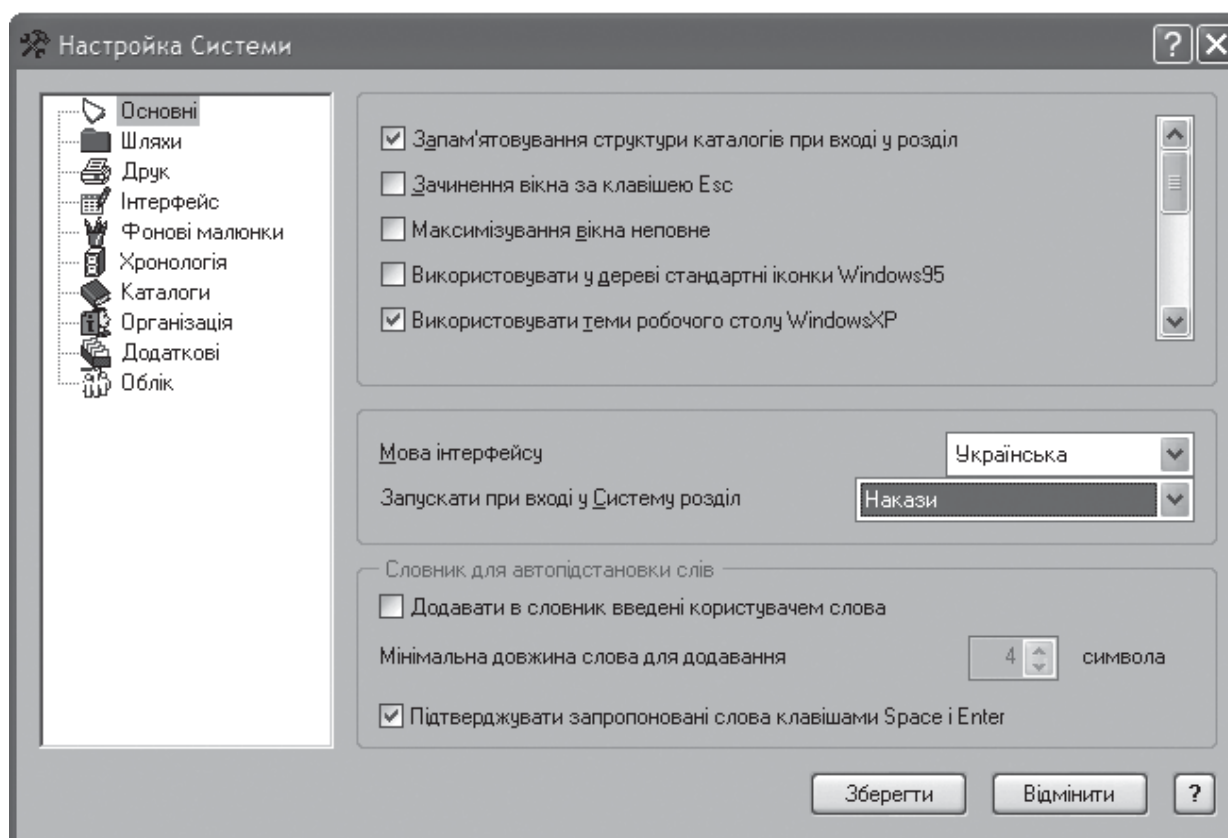 Настройка Системи
?
Основні
Шляхи
Друк
Інтерфейс
Фонові малюнки
Хронологія
Каталоги
Організація
Додаткові
Облік
Запам'ятовування структури каталогів при вході у розділ
Зачинення вікна за клавішею Esc
Максимізування вікна неповне
Використовувати у дереві стандартні іконки Windows95
Використовувати теми робочого столу WindowsXP
Мова інтерфейсу Українська
Запускати при вході у Систему розділ Накази
Словник для автопідстановки слів
Додавати в словник введені користувачем слова
Мінімальна довжина слова для додавання 4 символа
Підтверджувати запропоновані слова клавішами Space і Enter
Зберегти Відмінити ?